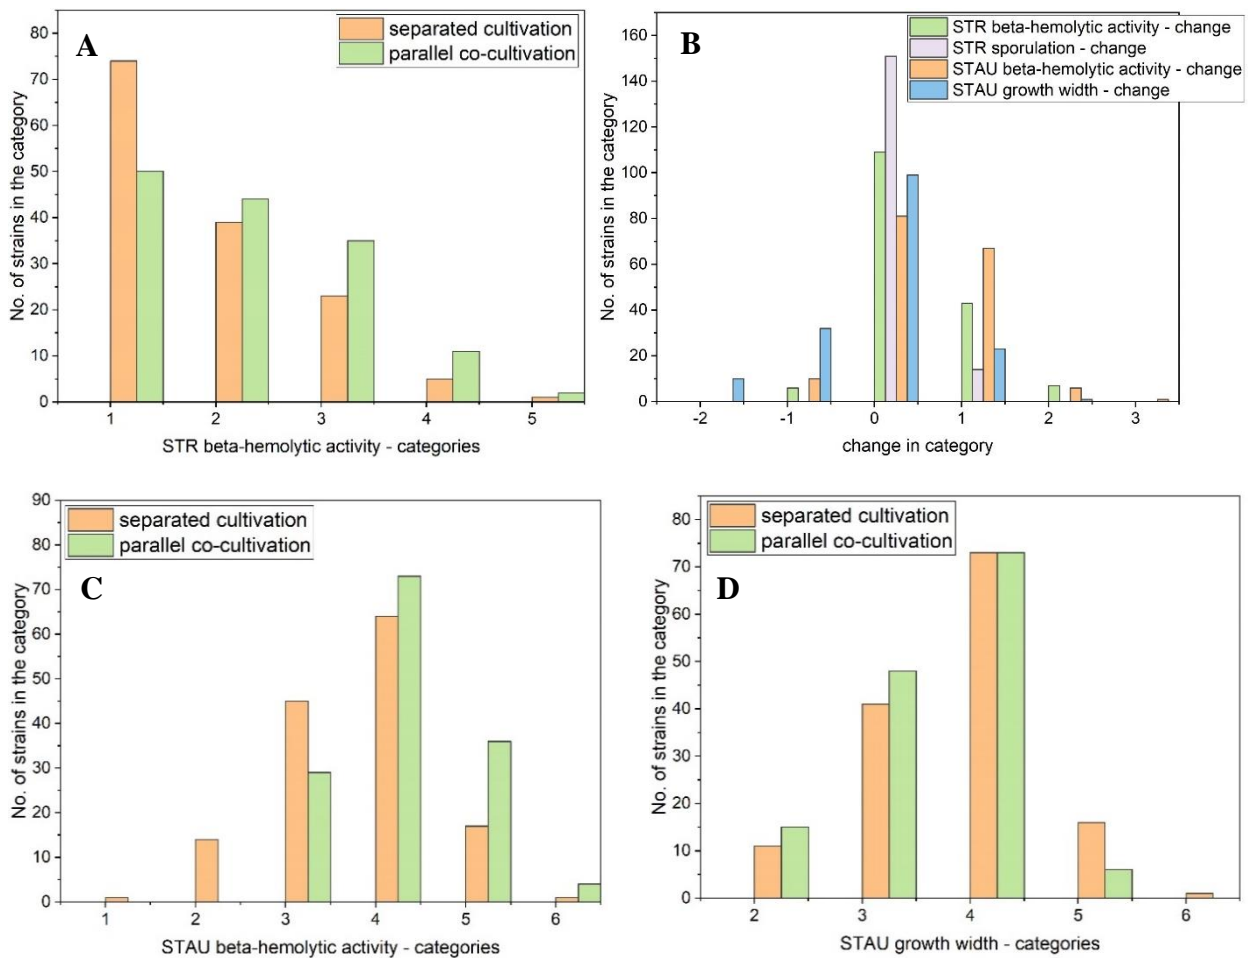 A
separated cultivation
parallel co-cultivation
No. of strains in the category
80
70
60
50
40
30
20
10
0
1 2 3 4 5
STR beta-hemolytic activity - categories
B
STR beta-hemolytic activity - change
STR sporulation - change
STAU beta-hemolytic activity - change
STAU growth width - change
No. of strains in the category
160
140
120
100
80
60
40
20
0
-2 -1 0 1 2 3
change in category
C
separated cultivation
parallel co-cultivation
No. of strains in the category
90
80
70
60
50
40
30
20
10
0
1 2 3 4 5 6
STAU beta-hemolytic activity - categories
D
separated cultivation
parallel co-cultivation
No. of strains in the category
80
70
60
50
40
30
20
10
0
2 3 4 5 6
STAU growth width - categories